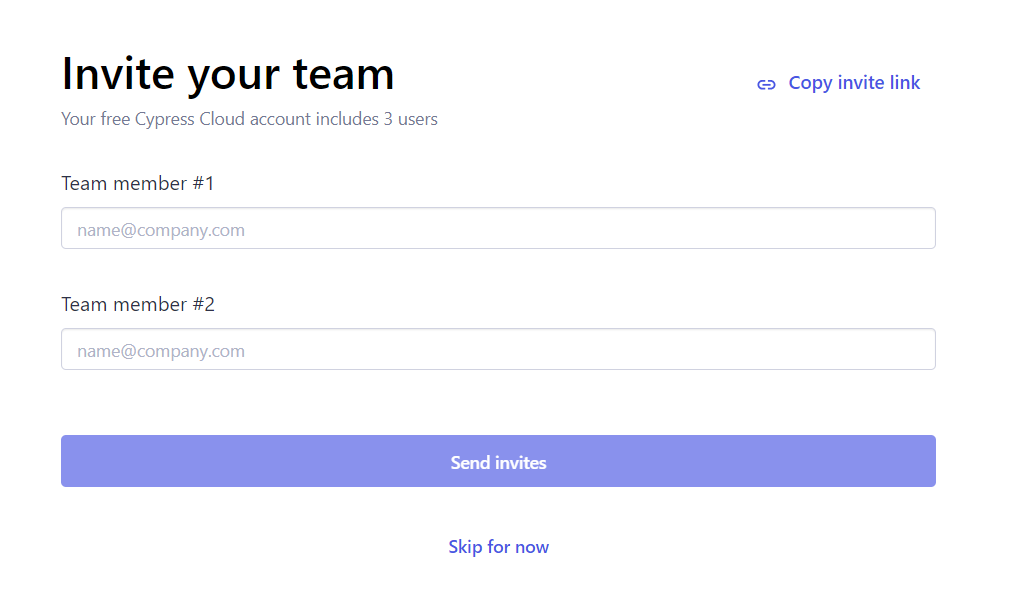 Invite your team
Copy invite link
Your free Cypress Cloud account includes 3 users
Team member #1
name@company.com
Team member #2
name@company.com
Send invites
Skip for now